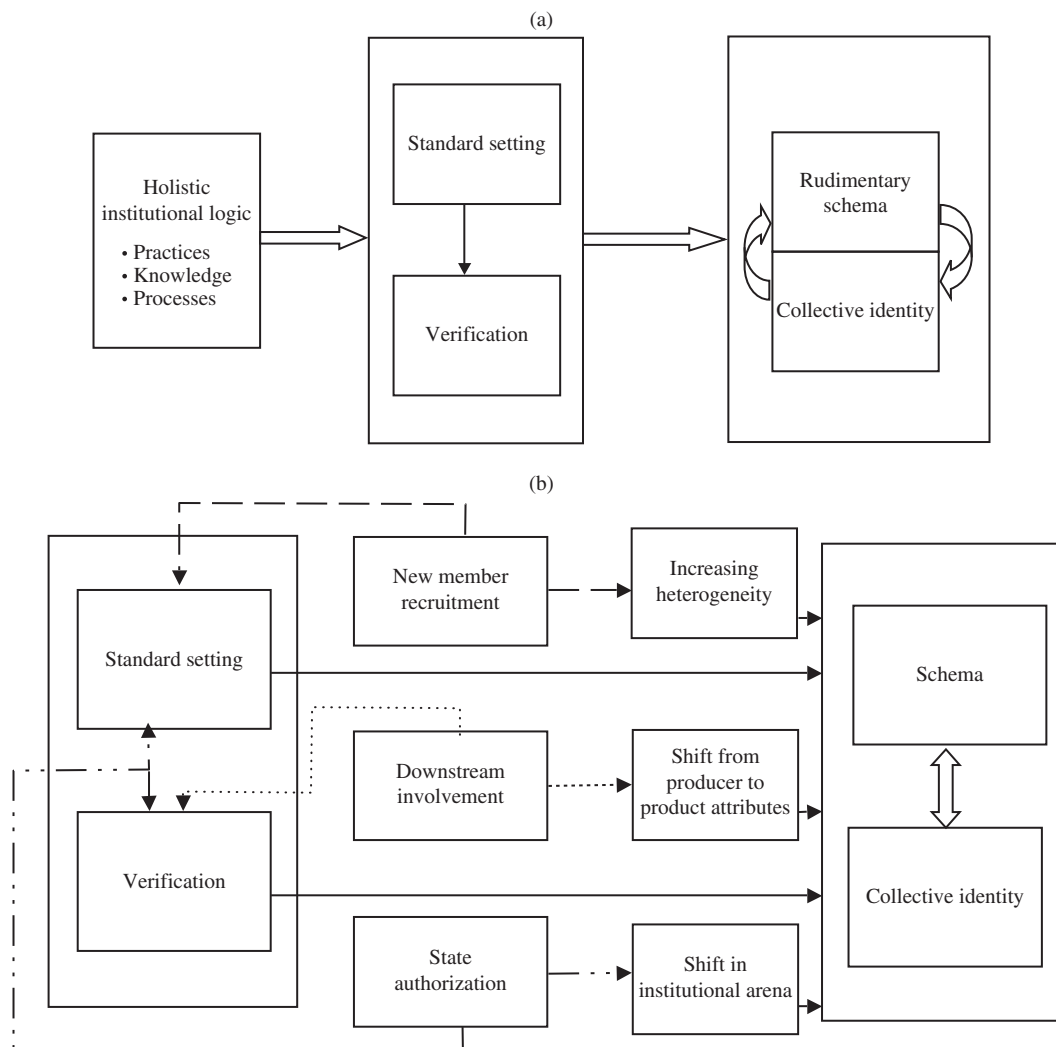 (a)
Holistic
institutional logic
• Practices
• Knowledge
• Processes
Standard setting
Verification
Rudimentary
schema
Collective identity
(b)
Standard setting
Verification
New member
recruitment
Increasing
heterogeneity
Downstream
involvement
Shift from
producer to
product attributes
State
authorization
Shift in
institutional arena
Schema
Collective identity